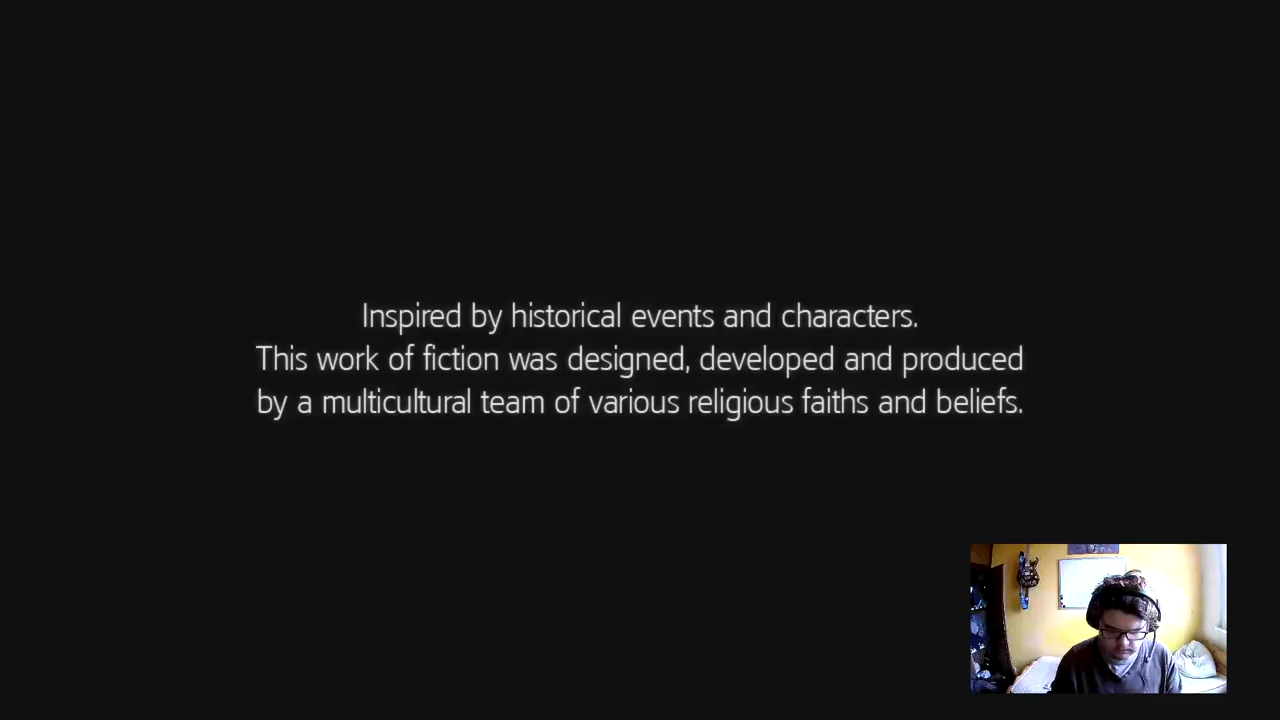 Inspired by historical events and characters.
This work of fiction was designed, developed and produced
by a multicultural team of various religious faiths and beliefs.